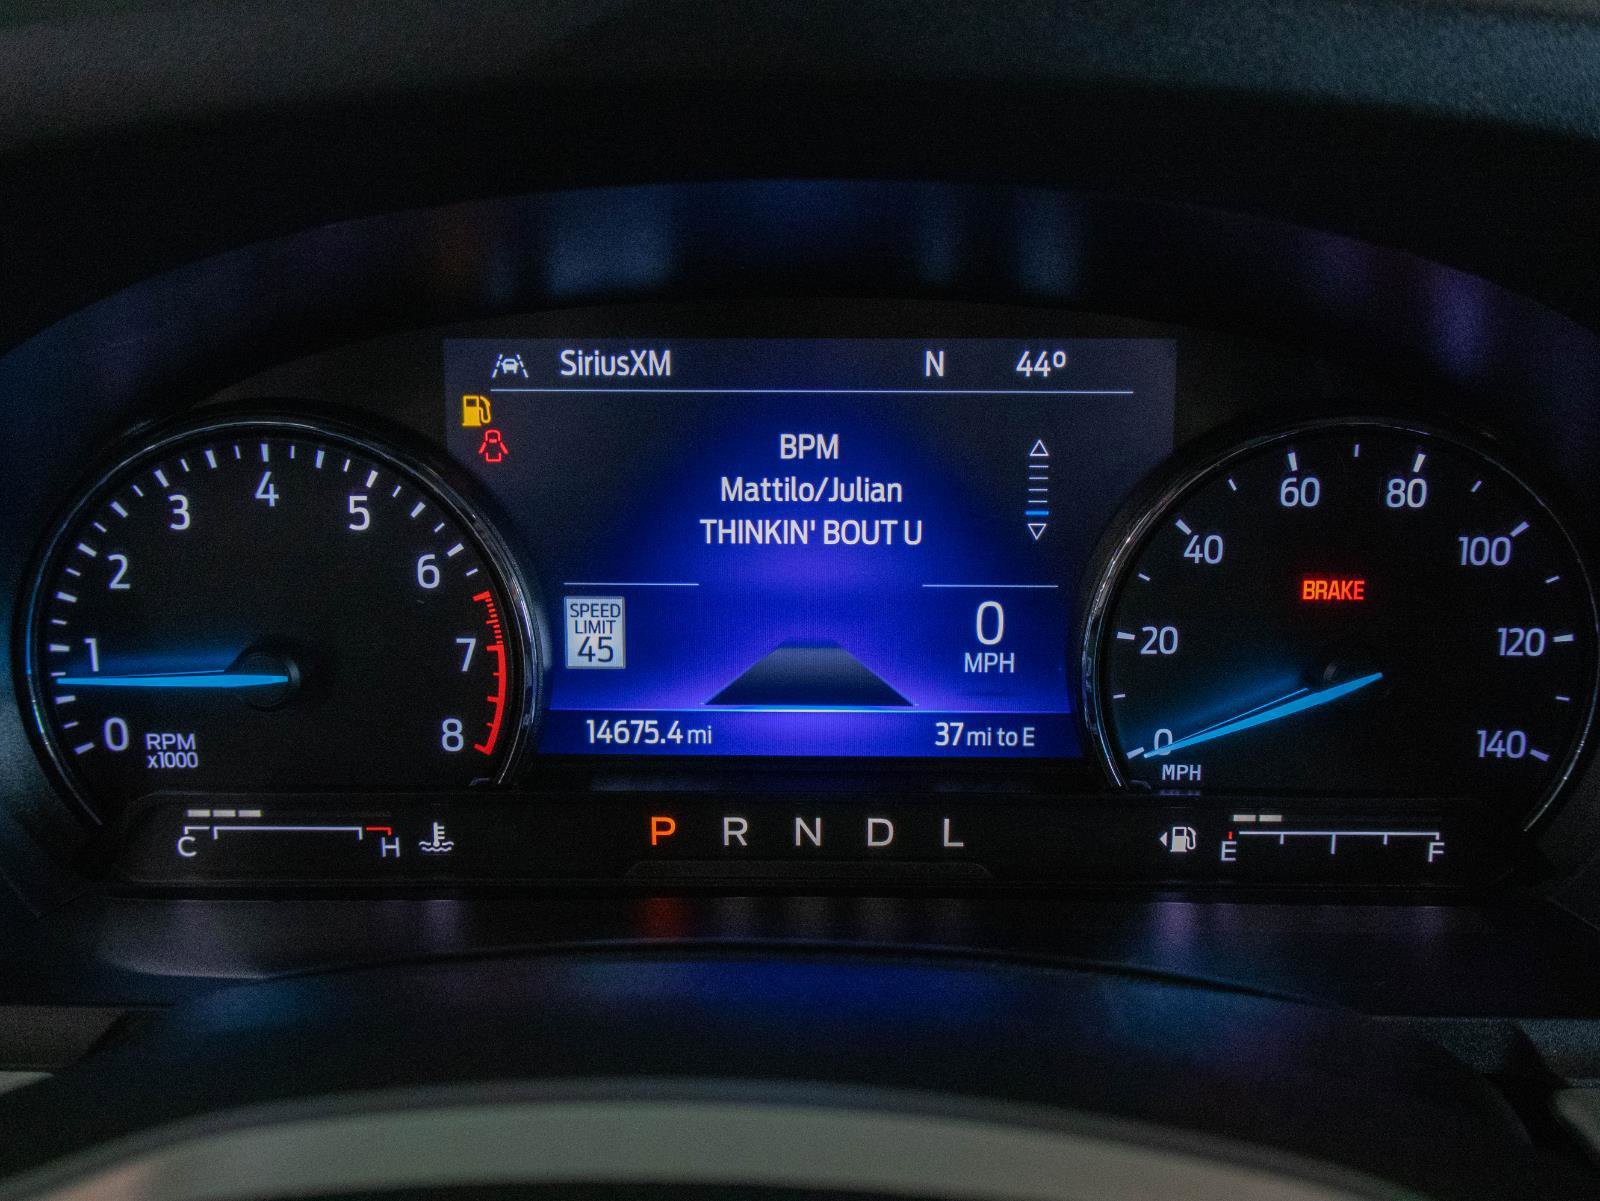 SiriusXM N 44º
BPM
Mattilo/Julian
THINKIN' BOUT U
SPEED
LIMIT
45
0
MPH
14675.4 mi
37 mi to E
0
1
2
3
4
5
6
7
8
RPM
x1000
0
20
40
60
80
100
120
140
BRAKE
MPH
C H
P R N D L
E F